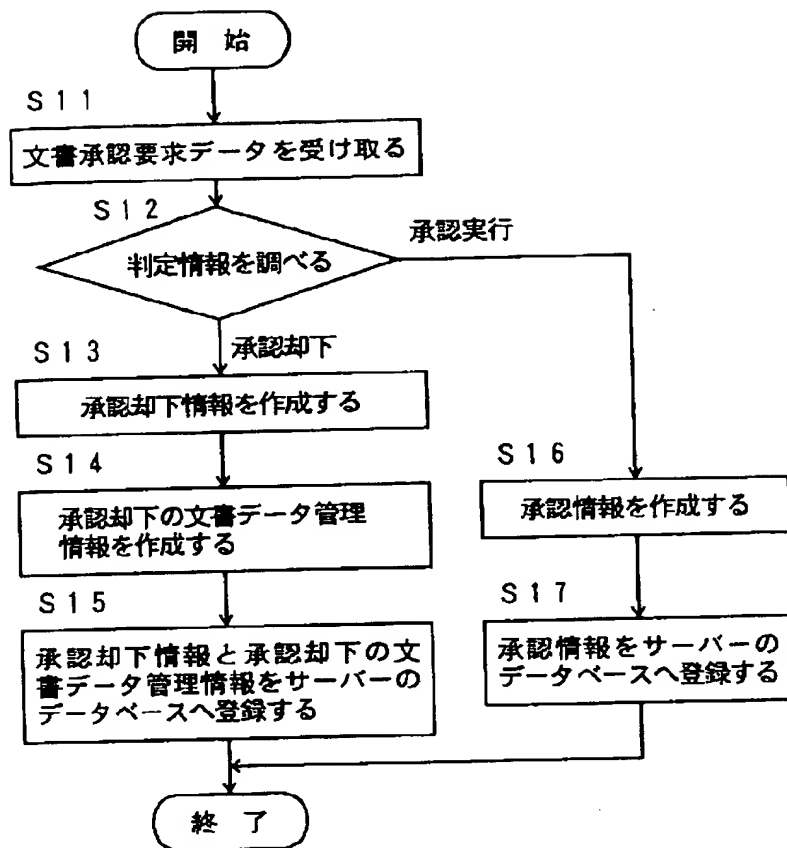 開 始
S11
文書承認要求データを受け取る
S12
判定情報を調べる
承認実行
承認却下
S13
承認却下情報を作成する
S14
承認却下の文書データ管理
情報を作成する
S15
承認却下情報と承認却下の文
書データ管理情報をサーバーの
データベースへ登録する
S16
承認情報を作成する
S17
承認情報をサーバーの
データベースへ登録する
終 了